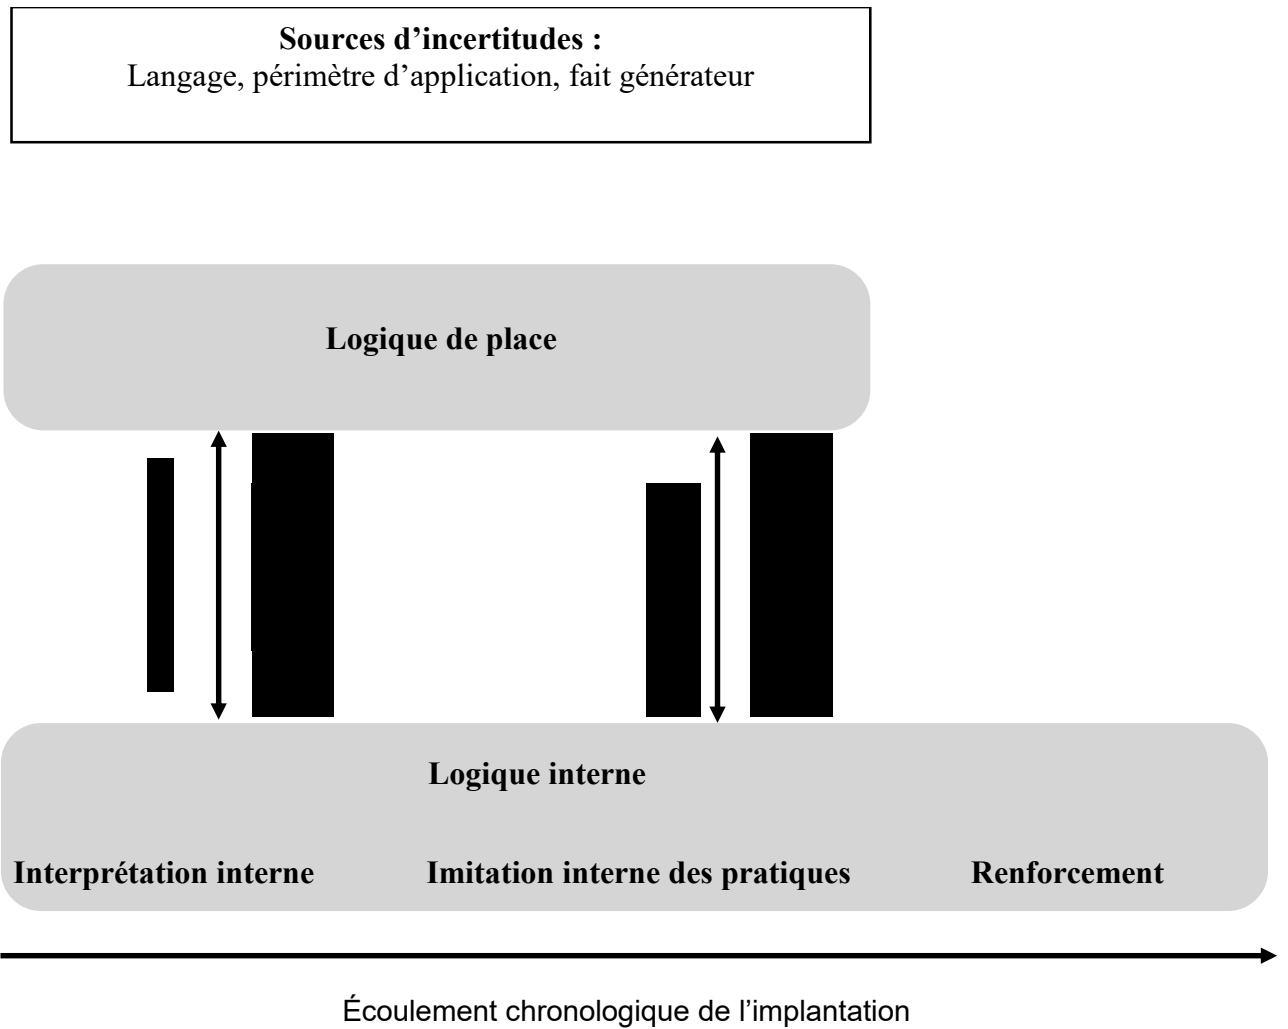 Sources d’incertitudes :
Langage, périmètre d’application, fait générateur
Logique de place
Logique interne
Interprétation interne
Imitation interne des pratiques
Renforcement
Écoulement chronologique de l’implantation